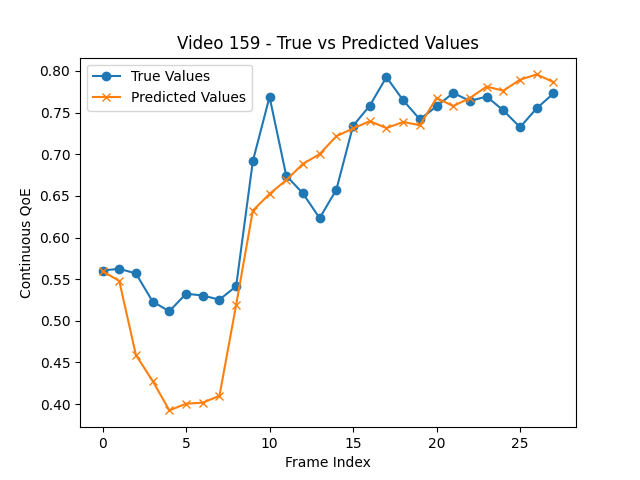 Video 159 - True vs Predicted Values
True Values
Predicted Values
Continuous QoE
0.80
0.75
0.70
0.65
0.60
0.55
0.50
0.45
0.40
0 5 10 15 20 25
Frame Index